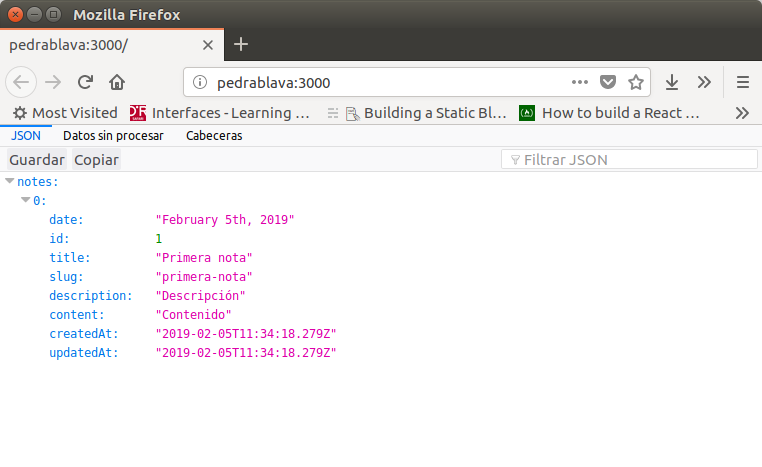 Mozilla Firefox
pedrablava:3000/
pedrablava:3000
Most Visited Interfaces - Learning ... Building a Static Bl... How to build a React ...
JSON Datos sin procesar Cabeceras
Guardar Copiar Filtrar JSON
notes:
0:
date: "February 5th, 2019"
id: 1
title: "Primera nota"
slug: "primera-nota"
description: "Descripción"
content: "Contenido"
createdAt: "2019-02-05T11:34:18.279Z"
updatedAt: "2019-02-05T11:34:18.279Z"